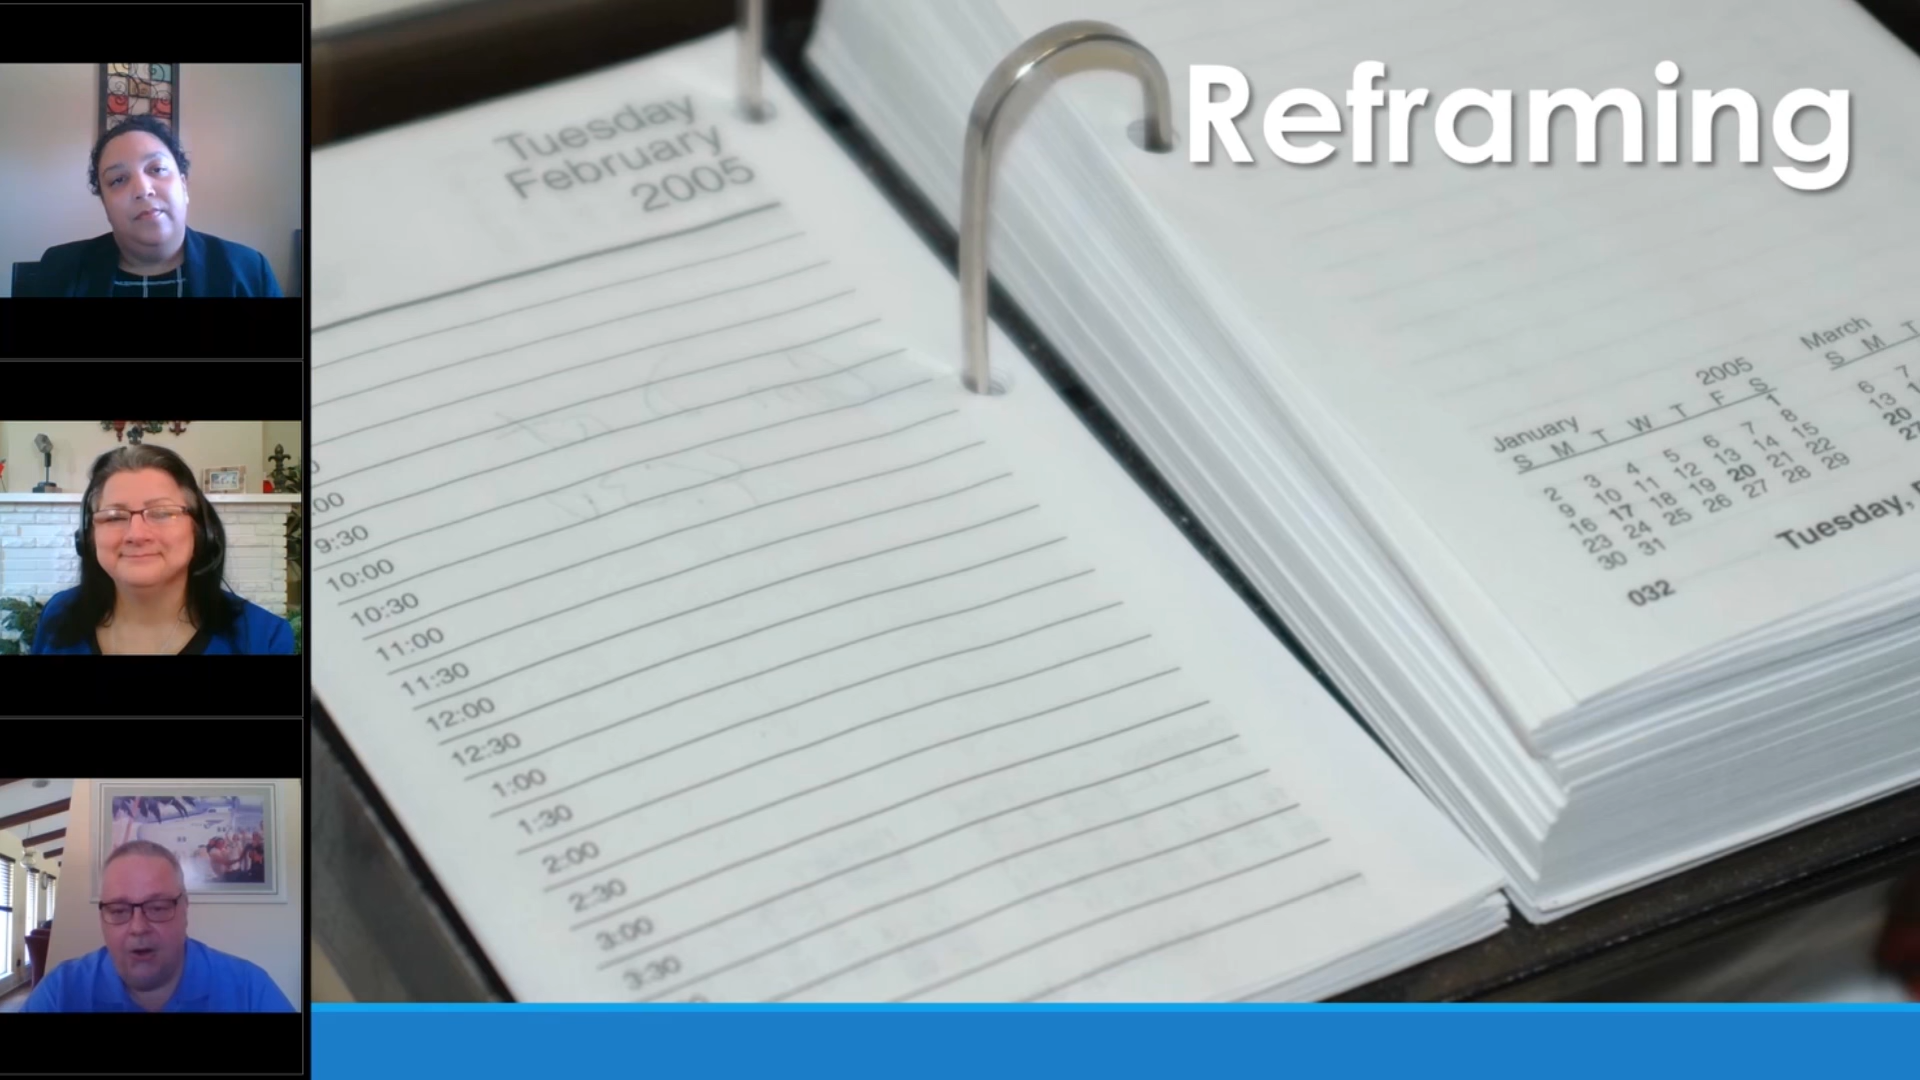 Reframing
Tuesday
February
2005
9:30
10:00
10:30
11:00
11:30
12:00
12:30
1:00
1:30
2:00
2:30
3:00
3:30
2005
January
S M T W T F S
1
2 3 4 5 6 7 8
9 10 11 12 13 14 15
16 17 18 19 20 21 22
23 24 25 26 27 28 29
30 31
March
S M T
6 7
13
20
27
Tuesday,
032